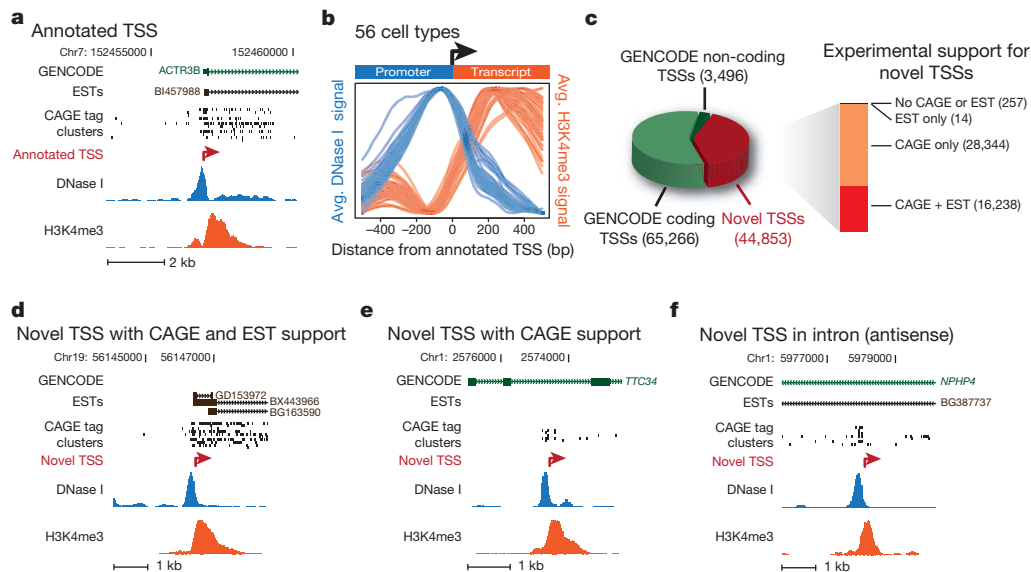 a
Annotated TSS
Chr7: 152455000
152460000
GENCODE
ACTR3B
ESTs
BI457988
CAGE tag
clusters
Annotated TSS
DNase I
H3K4me3
2 kb
b
56 cell types
Promoter
Transcript
Avg. DNase I signal
Avg. H3K4me3 signal
−400
−200
0
200
400
Distance from annotated TSS (bp)
c
GENCODE non-coding
TSSs (3,496)
GENCODE coding
TSSs (65,266)
Novel TSSs
(44,853)
Experimental support for
novel TSSs
No CAGE or EST (257)
EST only (14)
CAGE only (28,344)
CAGE + EST (16,238)
d
Novel TSS with CAGE and EST support
Chr19: 56145000
56147000
GENCODE
ESTs
GD153972
BX443966
BG163590
CAGE tag
clusters
Novel TSS
DNase I
H3K4me3
1 kb
e
Novel TSS with CAGE support
Chr1: 2576000
2574000
GENCODE
TTC34
ESTs
CAGE tag
clusters
Novel TSS
DNase I
H3K4me3
1 kb
f
Novel TSS in intron (antisense)
Chr1: 5977000
5979000
GENCODE
NPHP4
ESTs
BG387737
CAGE tag
clusters
Novel TSS
DNase I
H3K4me3
1 kb